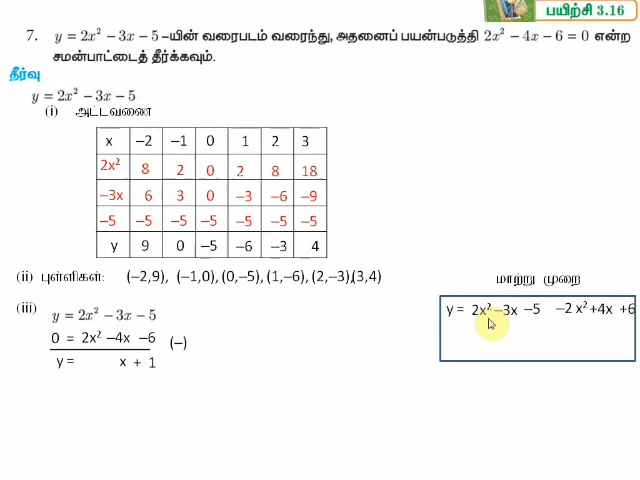 பயிற்சி 3.16
7. y = 2x² − 3x − 5 −யின் வரைபடம் வரைந்து, அதனைப் பயன்படுத்தி 2x² − 4x − 6 = 0 என்ற
சமன்பாட்டைத் தீர்க்கவும்.
தீர்வு
y = 2x² − 3x − 5
(i) அட்டவணை
x −2 −1 0 1 2 3
2x² 8 2 0 2 8 18
−3x 6 3 0 −3 −6 −9
−5 −5 −5 −5 −5 −5 −5
y 9 0 −5 −6 −3 4
(ii) புள்ளிகள்: (−2,9), (−1,0), (0,−5), (1,−6), (2,−3),(3,4)
மாற்று முறை
(iii) y = 2x² − 3x − 5
0 = 2x² −4x −6 (−)
y = x + 1
y = 2x² −3x −5 −2x² +4x +6